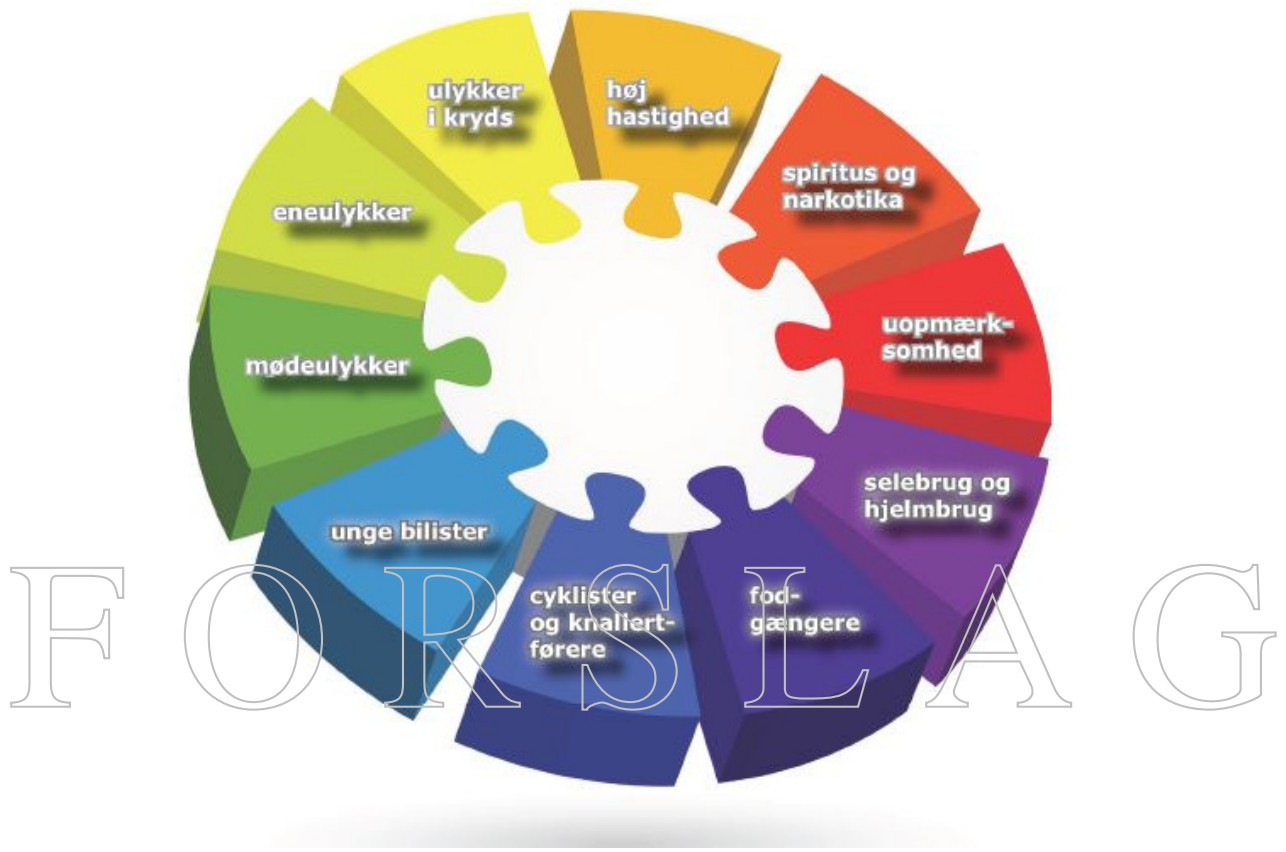 ulykker
i kryds
høj
hastighed
spiritus og
narkotika
eneulykker
uopmærk-
somhed
mødeulykker
selebrug og
hjelmbrug
unge bilister
cyklister
og knallert-
førere
fod-
gængere
FORSLAG